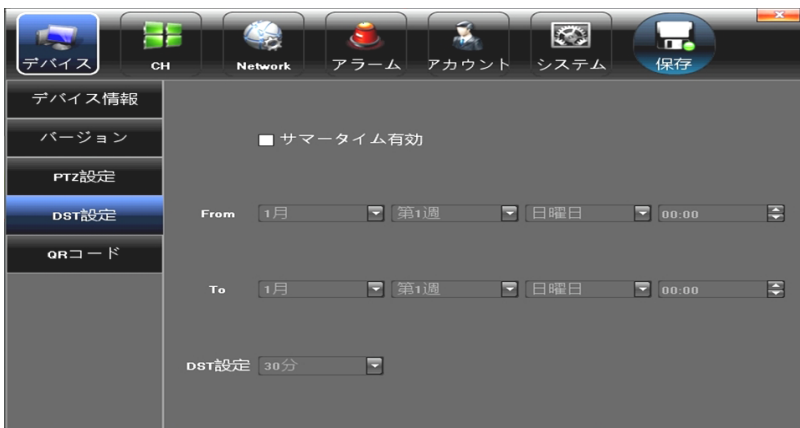 デバイス CH Network アラーム アカウント システム 保存
デバイス情報
バージョン
サマータイム有効
PTZ設定
DST設定
From 1月 第1週 日曜日 00:00
QRコード
To 1月 第1週 日曜日 00:00
DST設定 30分